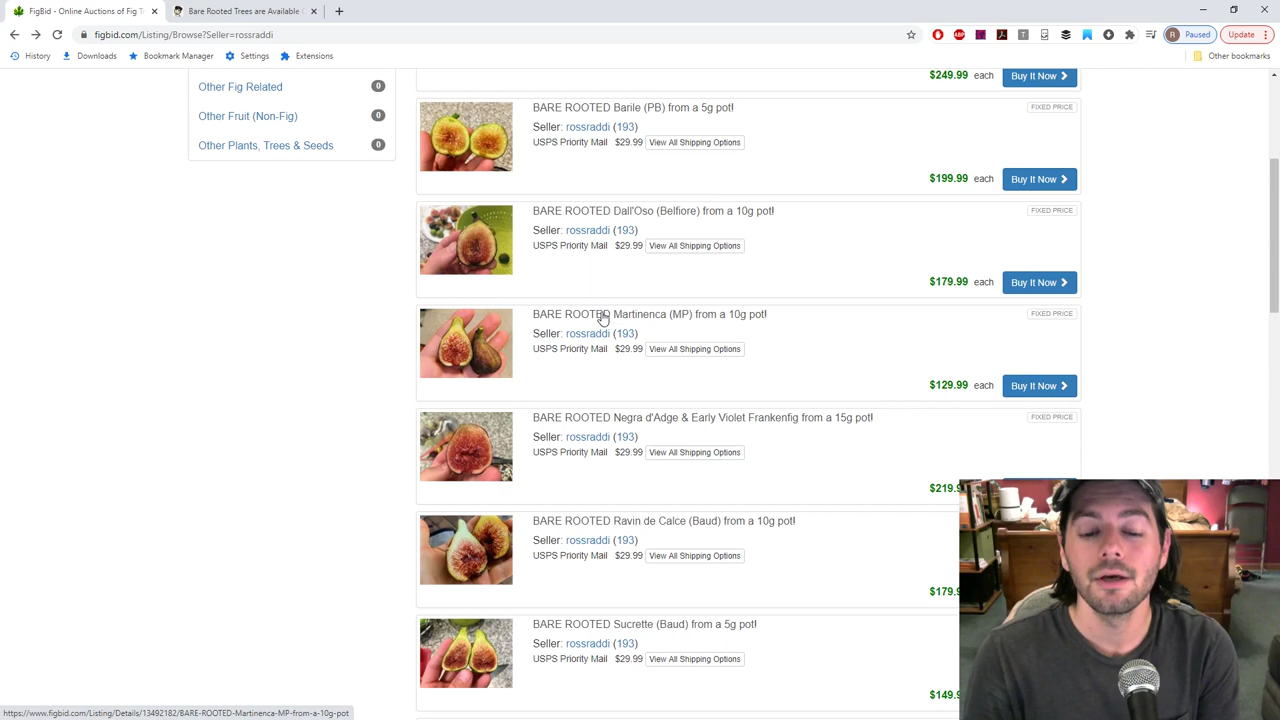 FigBid - Online Auctions of Fig T
Bare Rooted Trees are Available
figbid.com/Listing/Browse?Seller=rossraddi
R Paused
Update
History
Downloads
Bookmark Manager
Settings
Extensions
Other bookmarks
Other Fig Related 0
Other Fruit (Non-Fig) 0
Other Plants, Trees & Seeds 0
$249.99 each Buy It Now
BARE ROOTED Barile (PB) from a 5g pot!
FIXED PRICE
Seller: rossraddi (193)
USPS Priority Mail $29.99 View All Shipping Options
$199.99 each Buy It Now
BARE ROOTED Dall'Oso (Belfiore) from a 10g pot!
FIXED PRICE
Seller: rossraddi (193)
USPS Priority Mail $29.99 View All Shipping Options
$179.99 each Buy It Now
BARE ROOTED Martinenca (MP) from a 10g pot!
FIXED PRICE
Seller: rossraddi (193)
USPS Priority Mail $29.99 View All Shipping Options
$129.99 each Buy It Now
BARE ROOTED Negra d'Adge & Early Violet Frankenfig from a 15g pot!
FIXED PRICE
Seller: rossraddi (193)
USPS Priority Mail $29.99 View All Shipping Options
$219.9
BARE ROOTED Ravin de Calce (Baud) from a 10g pot!
Seller: rossraddi (193)
USPS Priority Mail $29.99 View All Shipping Options
$179.9
BARE ROOTED Sucrette (Baud) from a 5g pot!
Seller: rossraddi (193)
USPS Priority Mail $29.99 View All Shipping Options
$149.9
https://www.figbid.com/Listing/Details/13492182/BARE-ROOTED-Martinenca-MP-from-a-10g-pot